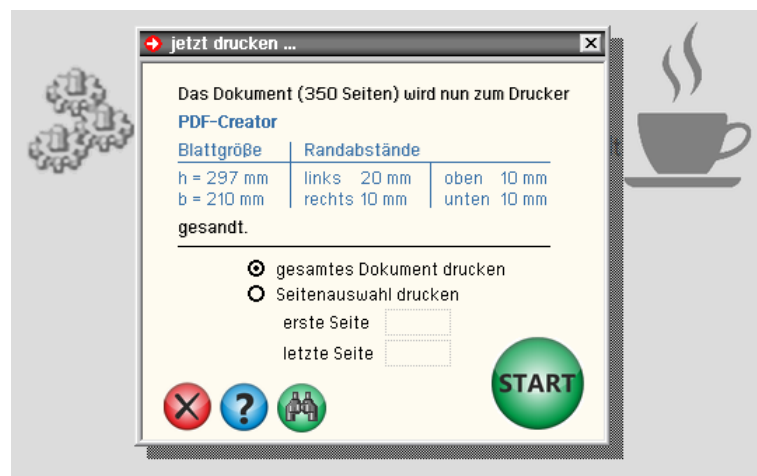 jetzt drucken ...
Das Dokument (350 Seiten) wird nun zum Drucker
PDF-Creator
Blattgröße Randabstände
h = 297 mm links 20 mm oben 10 mm
b = 210 mm rechts 10 mm unten 10 mm
gesandt.
gesamtes Dokument drucken
Seitenauswahl drucken
erste Seite
letzte Seite
START
?